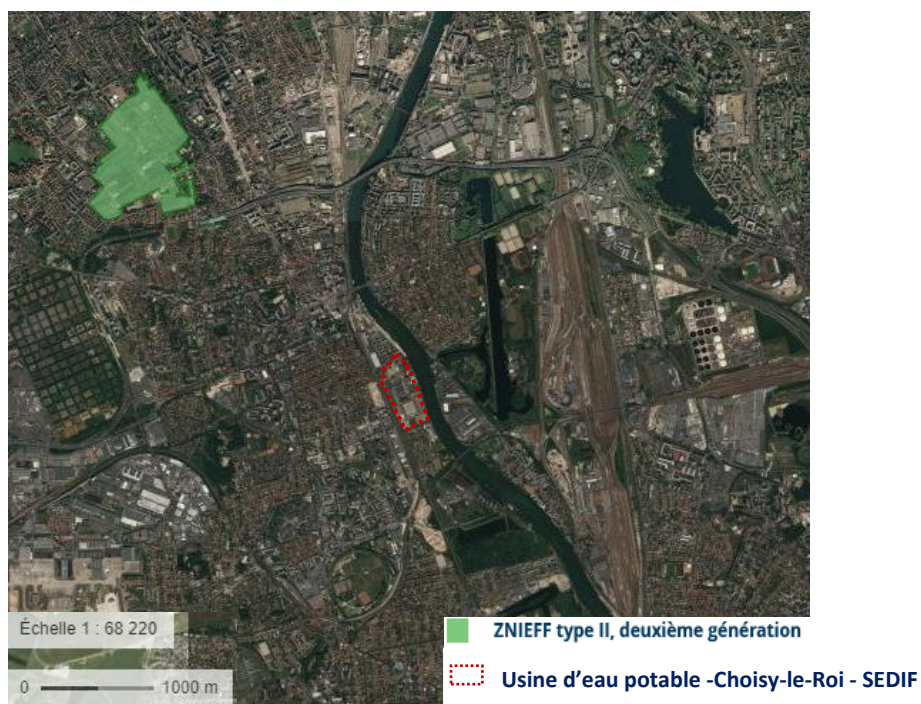 Échelle 1 : 68 220
0 1000 m
ZNIEFF type II, deuxième génération
Usine d'eau potable -Choisy-le-Roi - SEDIF